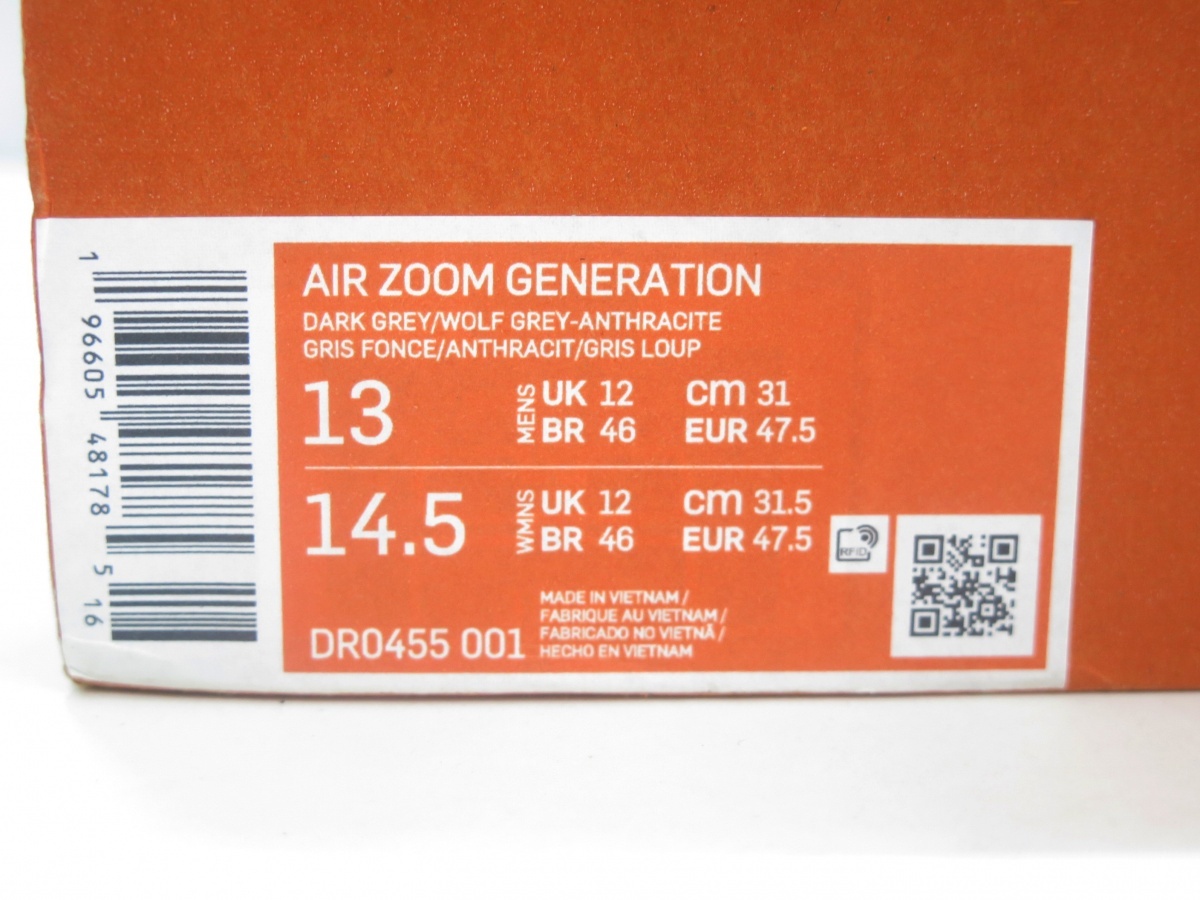 1 96605 48178 5 16
AIR ZOOM GENERATION
DARK GREY/WOLF GREY-ANTHRACITE
GRIS FONCE/ANTHRACIT/GRIS LOUP
13 MENS UK 12 cm 31
BR 46 EUR 47.5
14.5 WMNS UK 12 cm 31.5
BR 46 EUR 47.5
RFID
MADE IN VIETNAM /
FABRIQUE AU VIETNAM /
FABRICADO NO VIETNÃ /
HECHO EN VIETNAM
DR0455 001